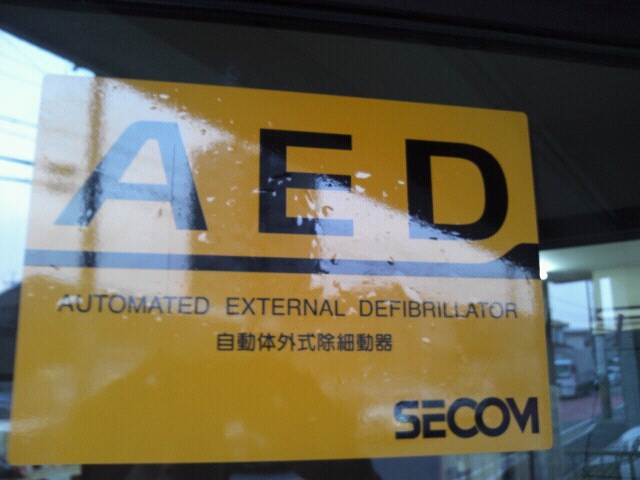 AED
AUTOMATED EXTERNAL DEFIBRILLATOR
自動体外式除細動器
SECOM